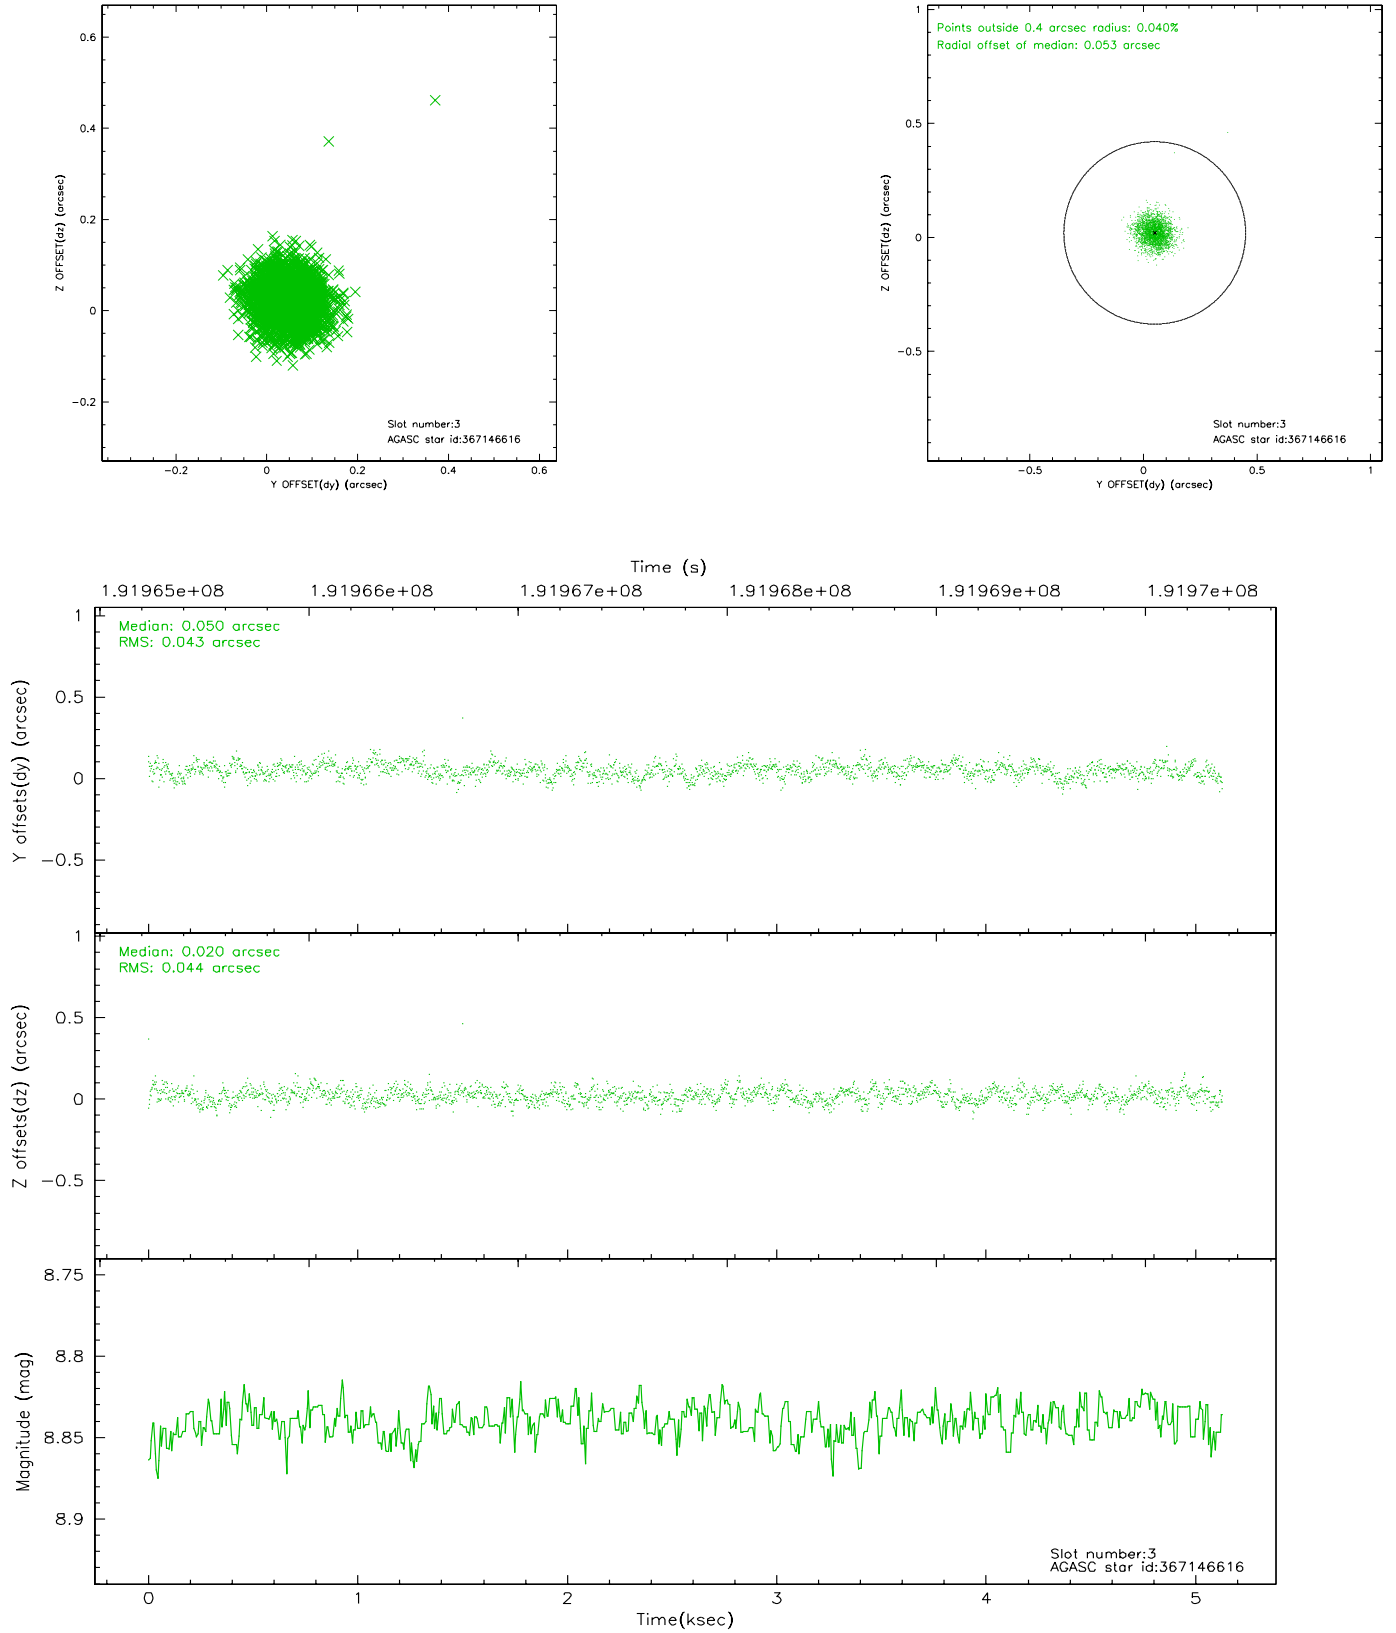 0.6
0.4
0.2
0
−0.2
Z OFFSET(dz) (arcsec)
Slot number:3
AGASC star id:367146616
−0.2 0 0.2 0.4 0.6
Y OFFSET(dy) (arcsec)
Points outside 0.4 arcsec radius: 0.040%
Radial offset of median: 0.053 arcsec
1
0.5
0
−0.5
Z OFFSET(dz) (arcsec)
Slot number:3
AGASC star id:367146616
−0.5 0 0.5 1
Y OFFSET(dy) (arcsec)
Time (s)
1.91965e+08 1.91966e+08 1.91967e+08 1.91968e+08 1.91969e+08 1.9197e+08
Median: 0.050 arcsec
RMS: 0.043 arcsec
1
0.5
0
−0.5
Y offsets(dy) (arcsec)
Median: 0.020 arcsec
RMS: 0.044 arcsec
1
0.5
0
−0.5
Z offsets(dz) (arcsec)
8.75
8.8
8.85
8.9
Magnitude (mag)
Slot number:3
AGASC star id:367146616
0 1 2 3 4 5
Time(ksec)